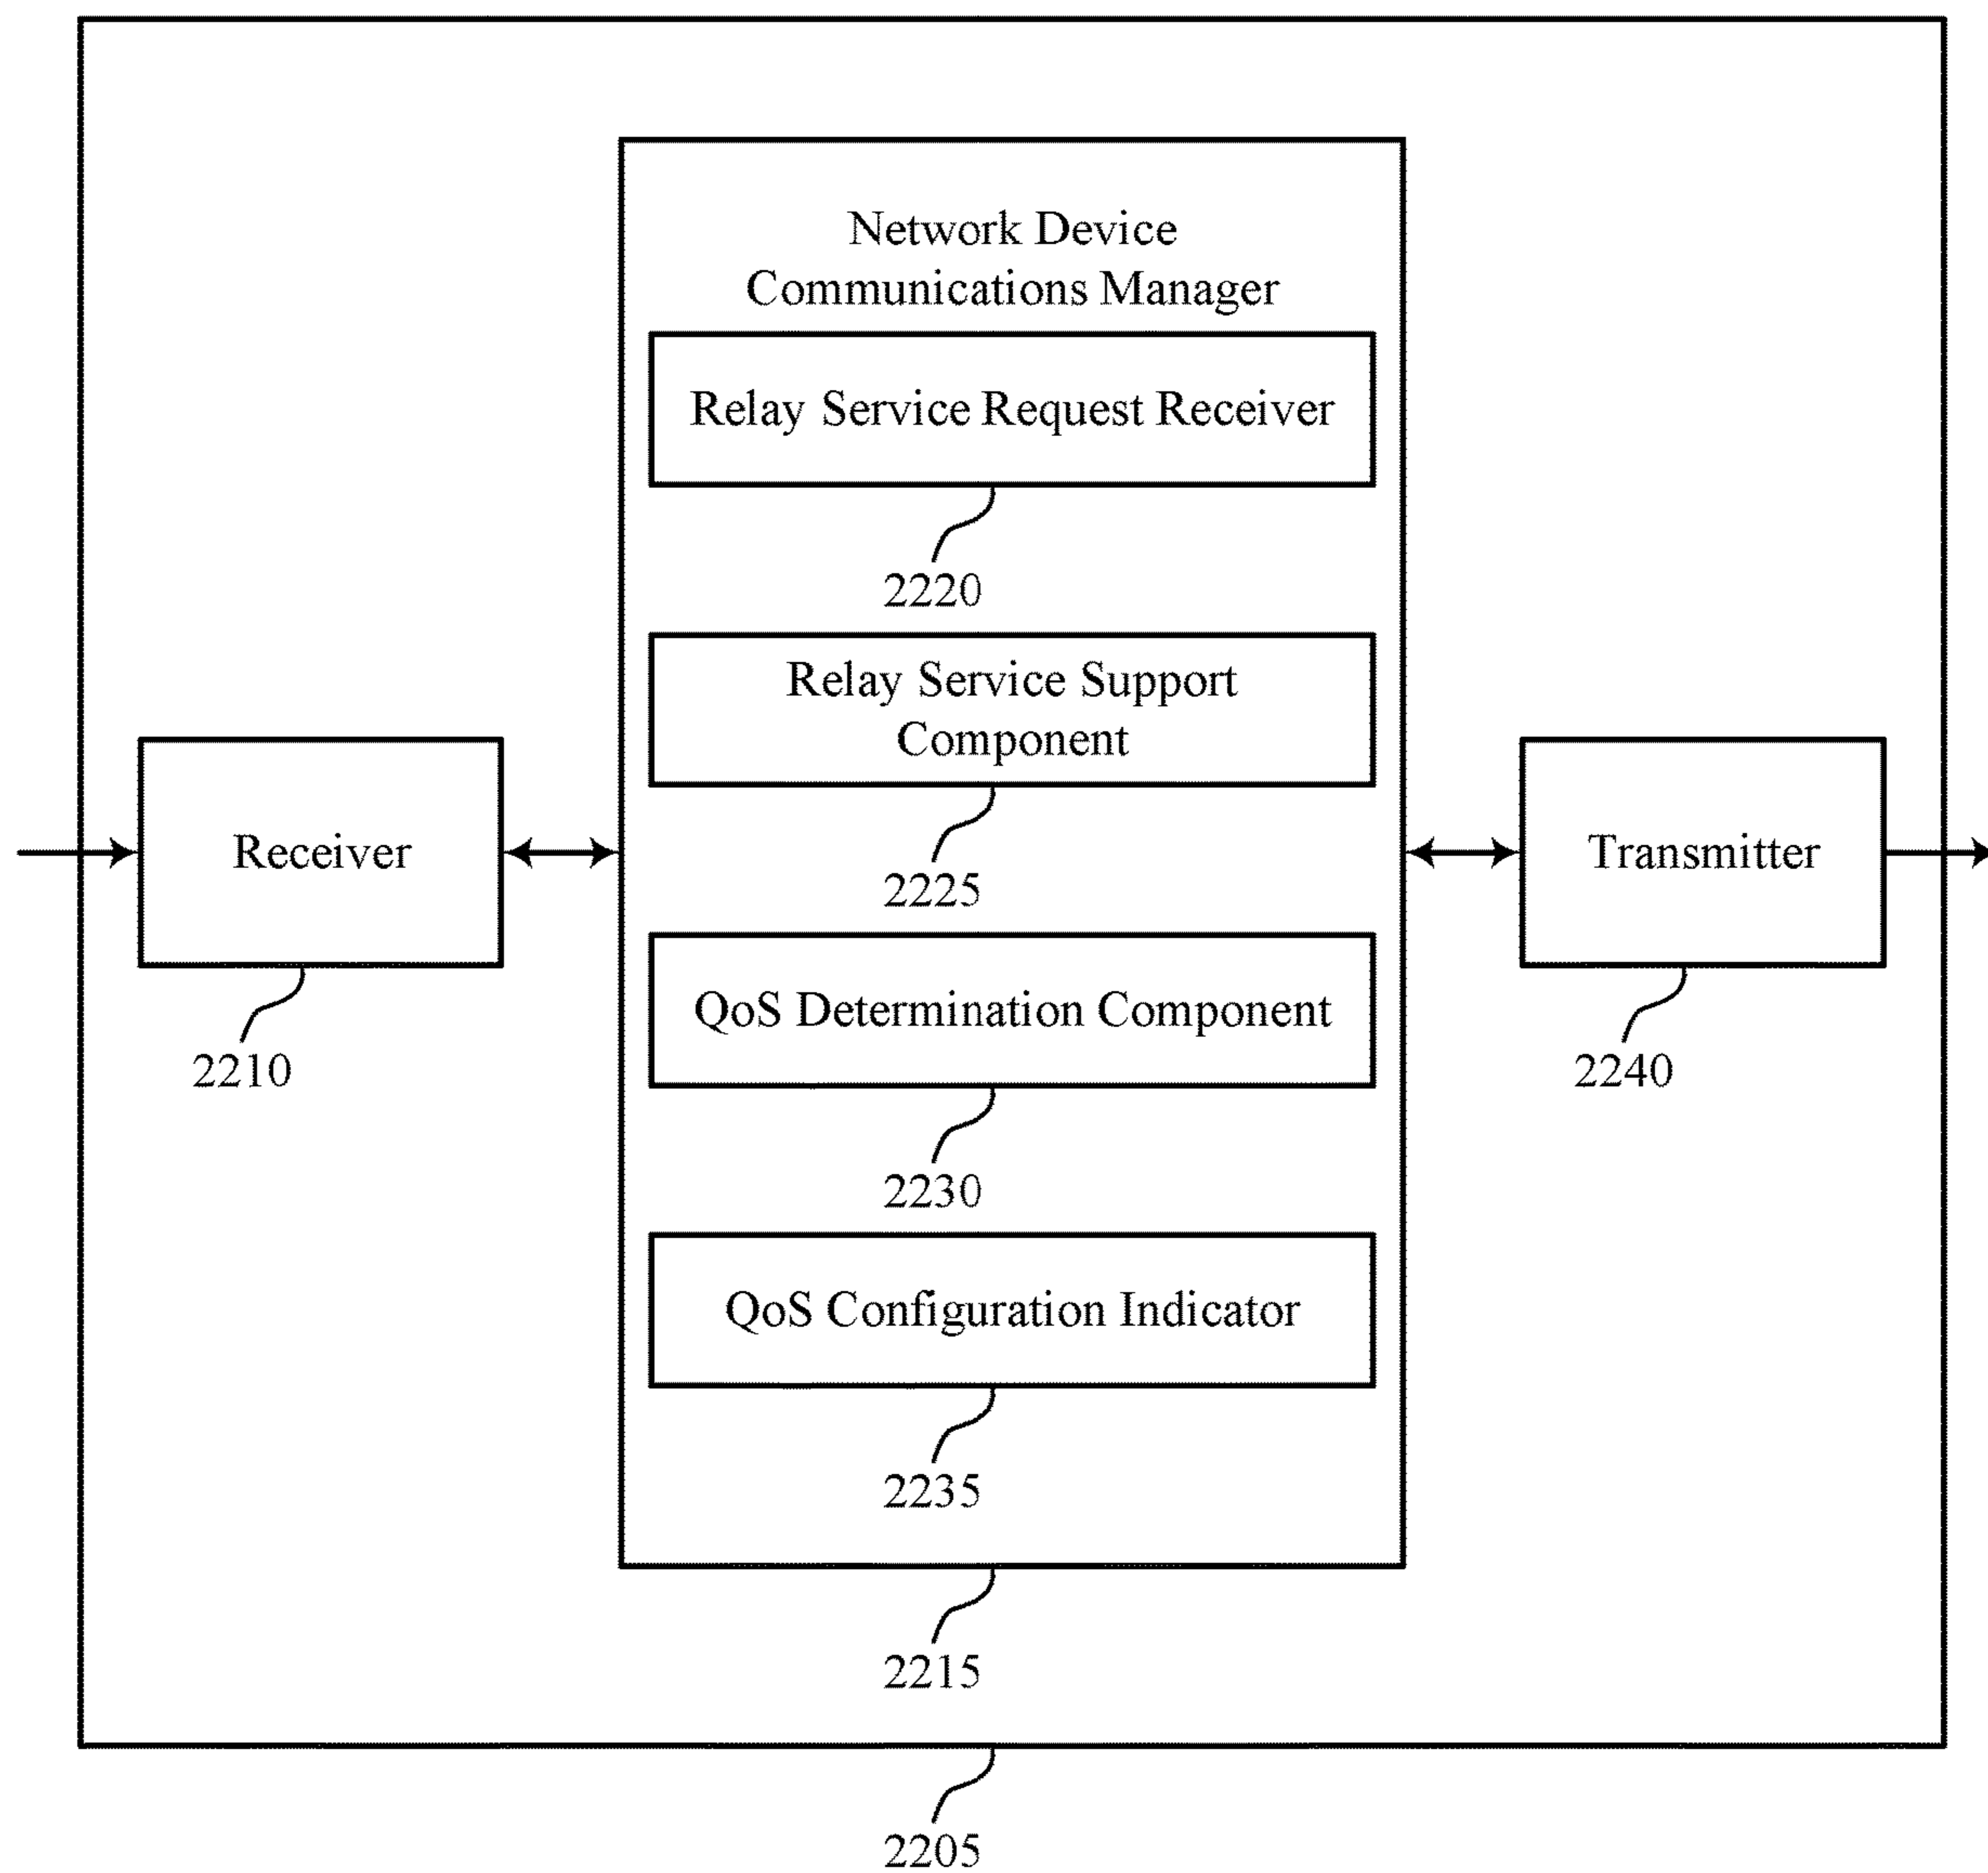 Network Device
Communications Manager
Relay Service Request Receiver
2220
Relay Service Support
Component
2225
Receiver
2210
Transmitter
2240
QoS Determination Component
2230
QoS Configuration Indicator
2235
2215
2205